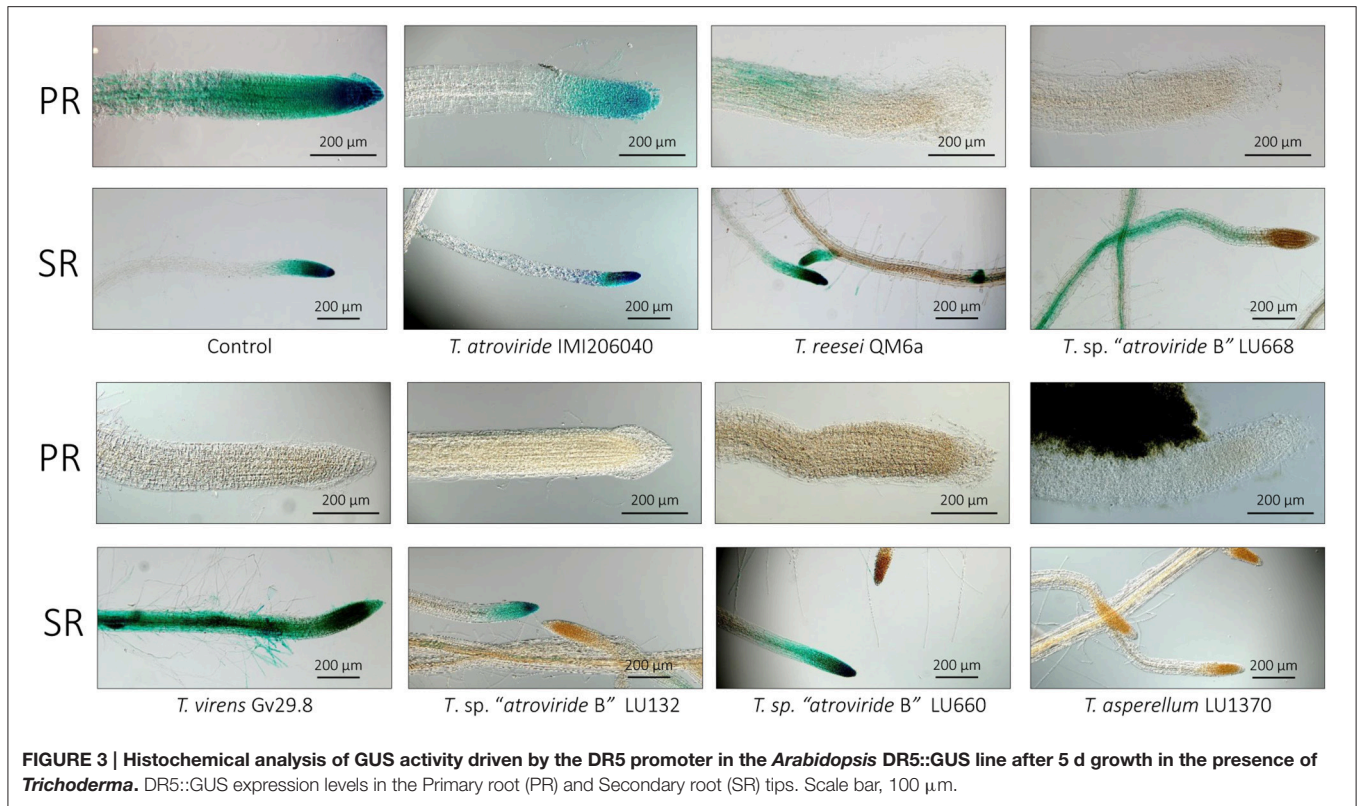 PR
200 µm
200 µm
200 µm
200 µm
SR
200 µm
200 µm
200 µm
200 µm
Control
T. atroviride IMI206040
T. reesei QM6a
T. sp. "atroviride B" LU668
PR
200 µm
200 µm
200 µm
200 µm
SR
200 µm
200 µm
200 µm
200 µm
T. virens Gv29.8
T. sp. "atroviride B" LU132
T. sp. "atroviride B" LU660
T. asperellum LU1370
FIGURE 3 | Histochemical analysis of GUS activity driven by the DR5 promoter in the Arabidopsis DR5::GUS line after 5 d growth in the presence of
Trichoderma. DR5::GUS expression levels in the Primary root (PR) and Secondary root (SR) tips. Scale bar, 100 µm.